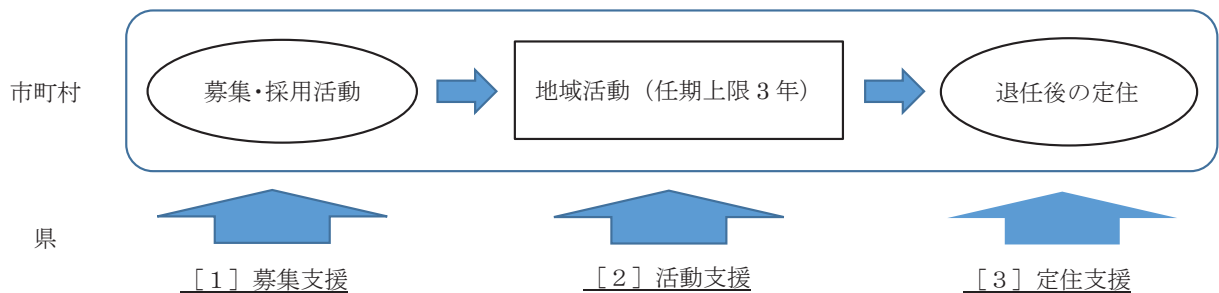 市町村
募集・採用活動
地域活動（任期上限３年）
退任後の定住
県
［１］募集支援
［２］活動支援
［３］定住支援